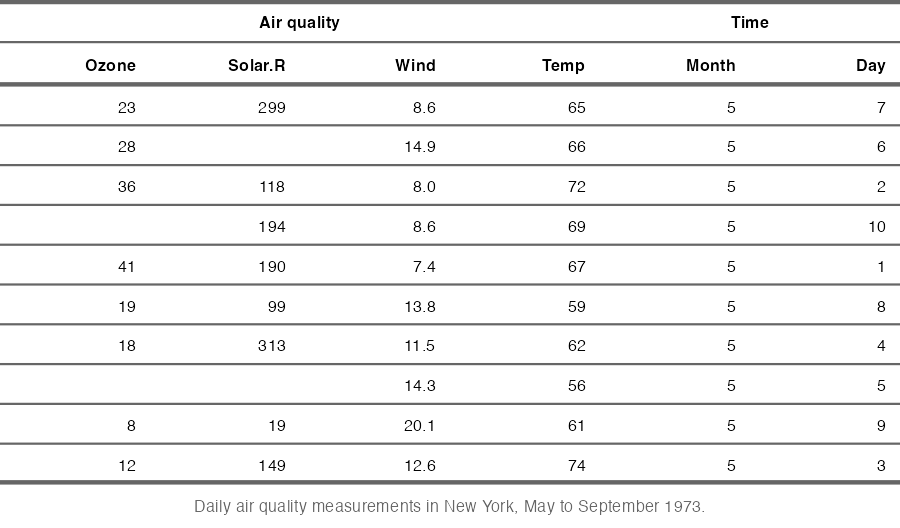 Air quality Time
Ozone Solar.R Wind Temp Month Day
23 299 8.6 65 5 7
28 14.9 66 5 6
36 118 8.0 72 5 2
194 8.6 69 5 10
41 190 7.4 67 5 1
19 99 13.8 59 5 8
18 313 11.5 62 5 4
14.3 56 5 5
8 19 20.1 61 5 9
12 149 12.6 74 5 3
Daily air quality measurements in New York, May to September 1973.